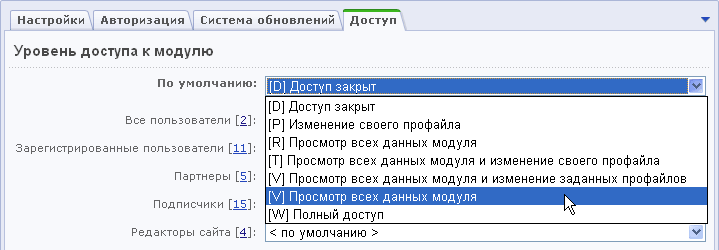 Настройки Авторизация Система обновлений Доступ
Уровень доступа к модулю
По умолчанию: [D] Доступ закрыт
[D] Доступ закрыт
Все пользователи [2]: [P] Изменение своего профайла
[R] Просмотр всех данных модуля
Зарегистрированные пользователи [11]: [T] Просмотр всех данных модуля и изменение своего профайла
Партнеры [5]: [V] Просмотр всех данных модуля и изменение заданных профайлов
[V] Просмотр всех данных модуля
Подписчики [15]: [W] Полный доступ
Редакторы сайта [4]: < по умолчанию >